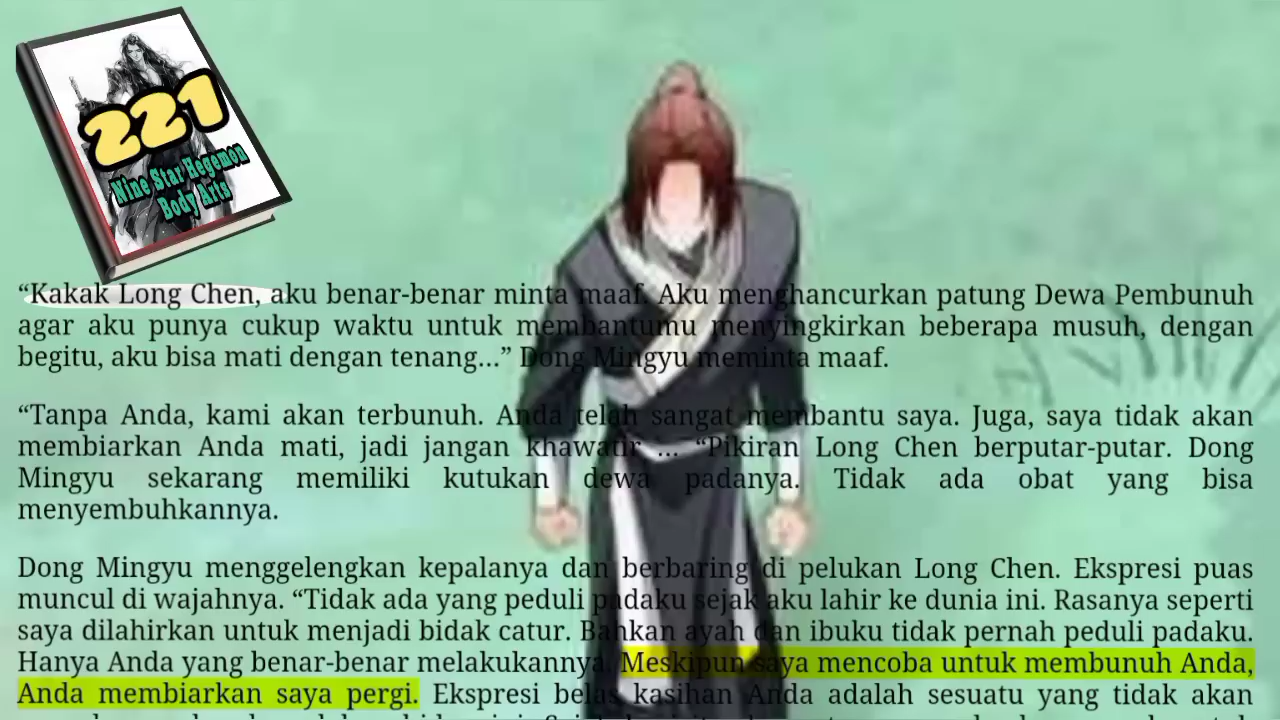 221
Nine Star Hegemon
Body Arts
“Kakak Long Chen, aku benar-benar minta maaf. Aku menghancurkan patung Dewa Pembunuh
agar aku punya cukup waktu untuk membantumu menyingkirkan beberapa musuh, dengan
begitu, aku bisa mati dengan tenang…” Dong Mingyu meminta maaf.
“Tanpa Anda, kami akan terbunuh. Anda telah sangat membantu saya. Juga, saya tidak akan
membiarkan Anda mati, jadi jangan khawatir … “Pikiran Long Chen berputar-putar. Dong
Mingyu sekarang memiliki kutukan dewa padanya. Tidak ada obat yang bisa
menyembuhkannya.
Dong Mingyu menggelengkan kepalanya dan berbaring di pelukan Long Chen. Ekspresi puas
muncul di wajahnya. “Tidak ada yang peduli padaku sejak aku lahir ke dunia ini. Rasanya seperti
saya dilahirkan untuk menjadi bidak catur. Bahkan ayah dan ibuku tidak pernah peduli padaku.
Hanya Anda yang benar-benar melakukannya. Meskipun saya mencoba untuk membunuh Anda,
Anda membiarkan saya pergi. Ekspresi belas kasihan Anda adalah sesuatu yang tidak akan